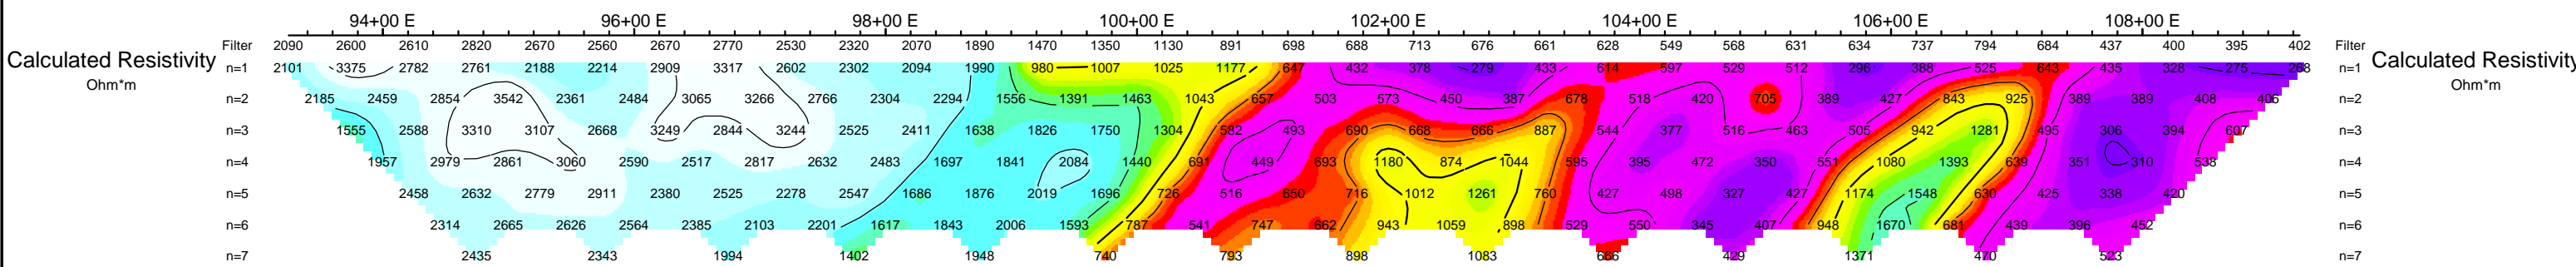 94+00 E 96+00 E 98+00 E 100+00 E 102+00 E 104+00 E 106+00 E 108+00 E
Filter 2090 2600 2610 2820 2670 2560 2670 2770 2530 2320 2070 1890 1470 1350 1130 891 698 688 713 676 661 628 549 568 631 634 737 794 684 437 400 395 402 Filter
Calculated Resistivity Calculated Resistivity
n=1 2101 3375 2782 2761 2188 2214 2909 3317 2602 2302 2094 1990 980 1007 1025 1177 647 432 378 279 433 614 597 529 512 296 388 525 643 435 328 275 268 n=1
Ohm*m Ohm*m
n=2 2185 2459 2854 3542 2361 2484 3065 3266 2766 2304 2294 1556 1391 1463 1043 657 503 573 450 387 678 518 420 705 389 427 843 925 389 389 408 406 n=2
n=3 1555 2588 3310 3107 2668 3249 2844 3244 2525 2411 1638 1826 1750 1304 582 493 690 668 666 887 544 377 516 463 505 942 1281 495 306 394 607 n=3
n=4 1957 2979 2861 3060 2590 2517 2817 2632 2483 1697 1841 2084 1440 691 449 693 1180 874 1044 595 395 472 350 551 1080 1393 639 351 310 538 n=4
n=5 2458 2632 2779 2911 2380 2525 2278 2547 1686 1876 2019 1696 726 516 650 716 1012 1261 760 427 498 327 427 1174 1548 630 425 338 420 n=5
n=6 2314 2665 2626 2564 2385 2103 2201 1617 1843 2006 1593 787 541 747 662 943 1059 898 529 550 345 407 948 1670 681 439 396 452 n=6
n=7 2435 2343 1994 1402 1948 740 793 898 1083 666 429 1371 470 523 n=7